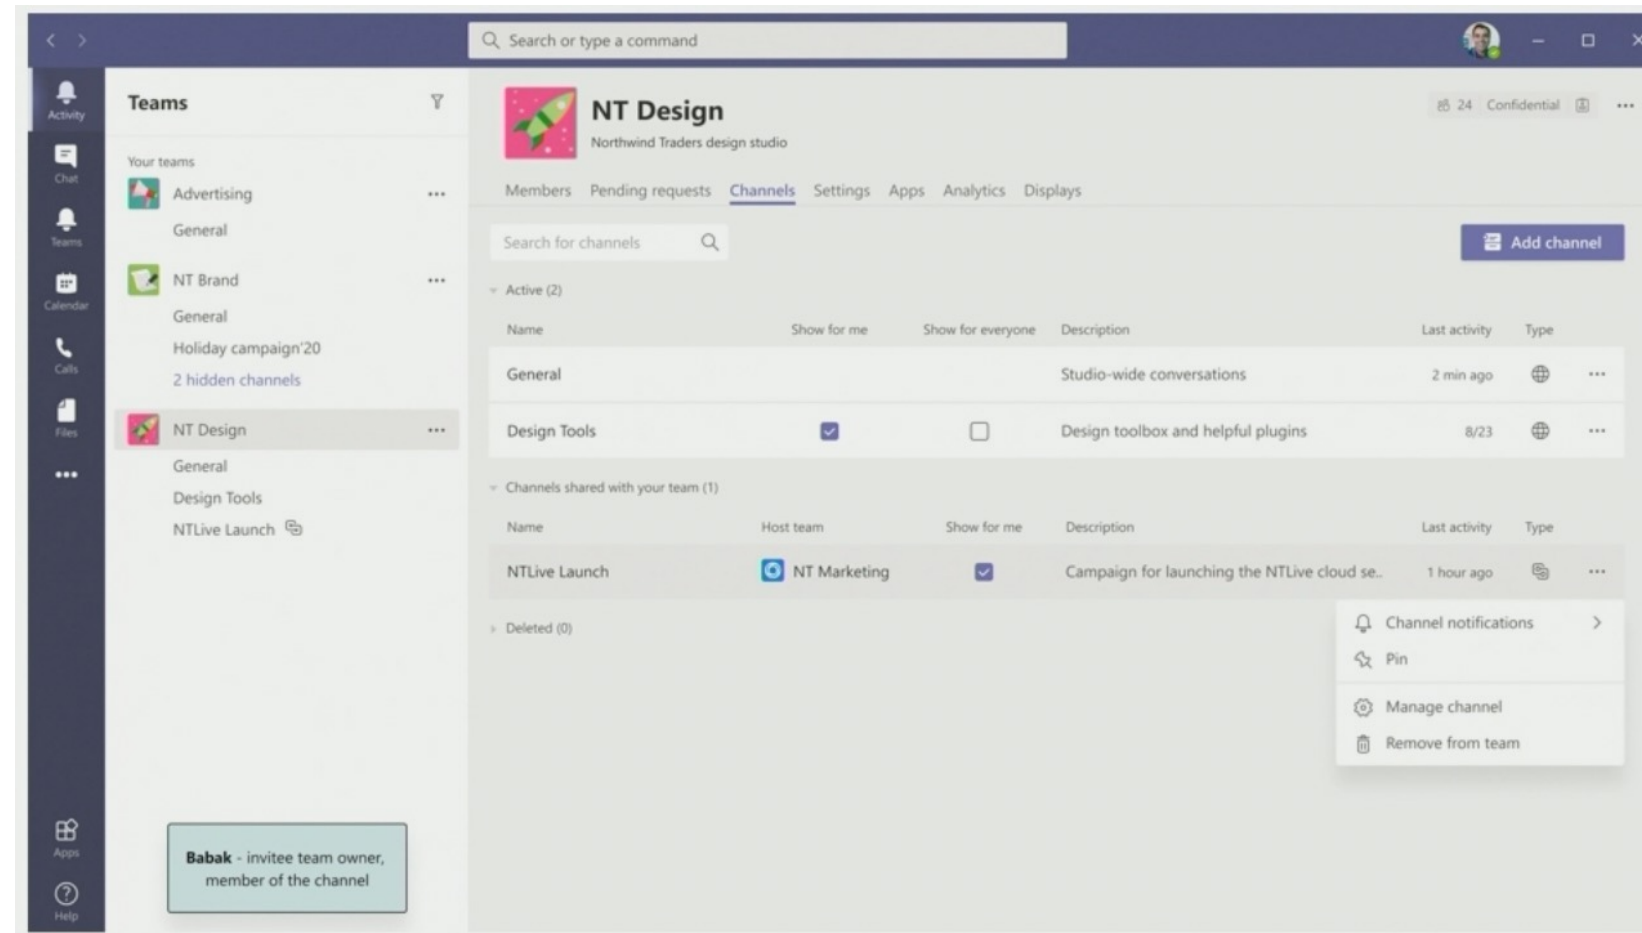 Search or type a command
Activity
Chat
Teams
Calendar
Calls
Files
Apps
Help
Teams
Your teams
Advertising
General
NT Brand
General
Holiday campaign'20
2 hidden channels
NT Design
General
Design Tools
NTLive Launch
Babak - invitee team owner,
member of the channel
NT Design
Northwind Traders design studio
24 Confidential
Members Pending requests Channels Settings Apps Analytics Displays
Search for channels
Add channel
Active (2)
Name Show for me Show for everyone Description Last activity Type
General Studio-wide conversations 2 min ago
Design Tools Design toolbox and helpful plugins 8/23
Channels shared with your team (1)
Name Host team Show for me Description Last activity Type
NTLive Launch NT Marketing Campaign for launching the NTLive cloud se.. 1 hour ago
Deleted (0)
Channel notifications
Pin
Manage channel
Remove from team